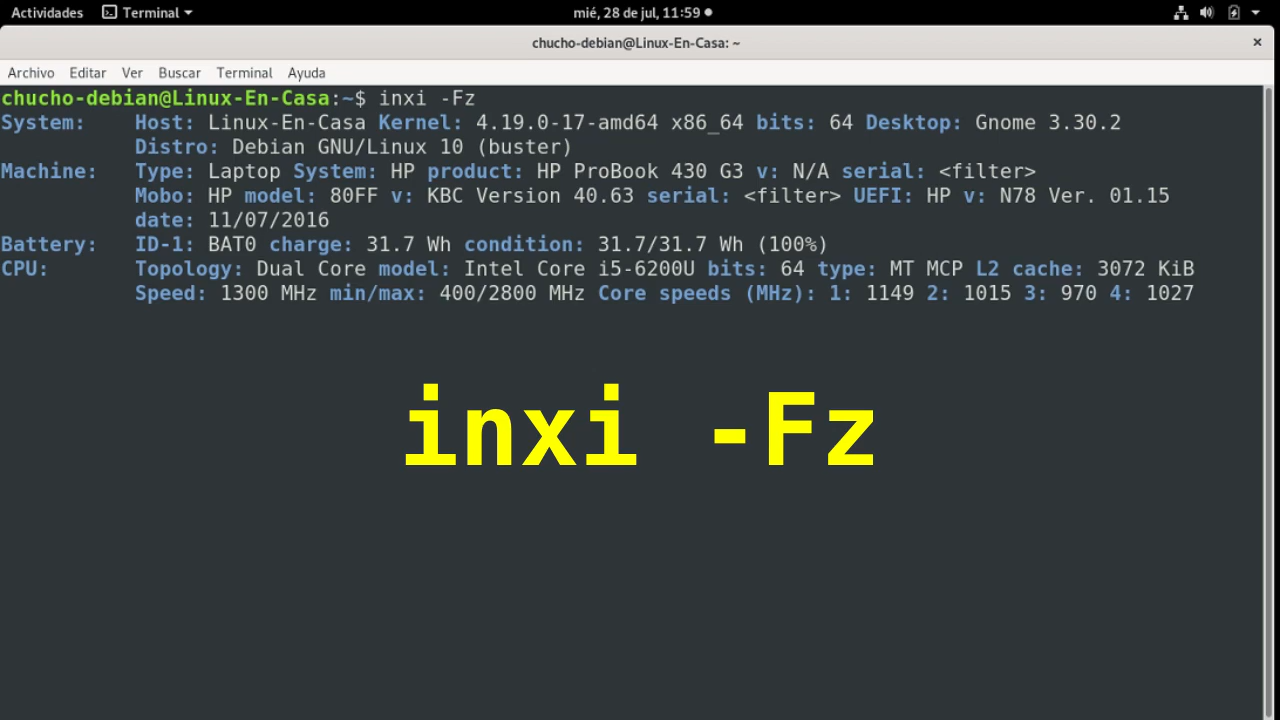 Actividades Terminal mié, 28 de jul, 11:59
chucho-debian@Linux-En-Casa: ~
Archivo Editar Ver Buscar Terminal Ayuda
chucho-debian@Linux-En-Casa:~$ inxi -Fz
System: Host: Linux-En-Casa Kernel: 4.19.0-17-amd64 x86_64 bits: 64 Desktop: Gnome 3.30.2
Distro: Debian GNU/Linux 10 (buster)
Machine: Type: Laptop System: HP product: HP ProBook 430 G3 v: N/A serial: <filter>
Mobo: HP model: 80FF v: KBC Version 40.63 serial: <filter> UEFI: HP v: N78 Ver. 01.15
date: 11/07/2016
Battery: ID-1: BAT0 charge: 31.7 Wh condition: 31.7/31.7 Wh (100%)
CPU: Topology: Dual Core model: Intel Core i5-6200U bits: 64 type: MT MCP L2 cache: 3072 KiB
Speed: 1300 MHz min/max: 400/2800 MHz Core speeds (MHz): 1: 1149 2: 1015 3: 970 4: 1027
inxi -Fz